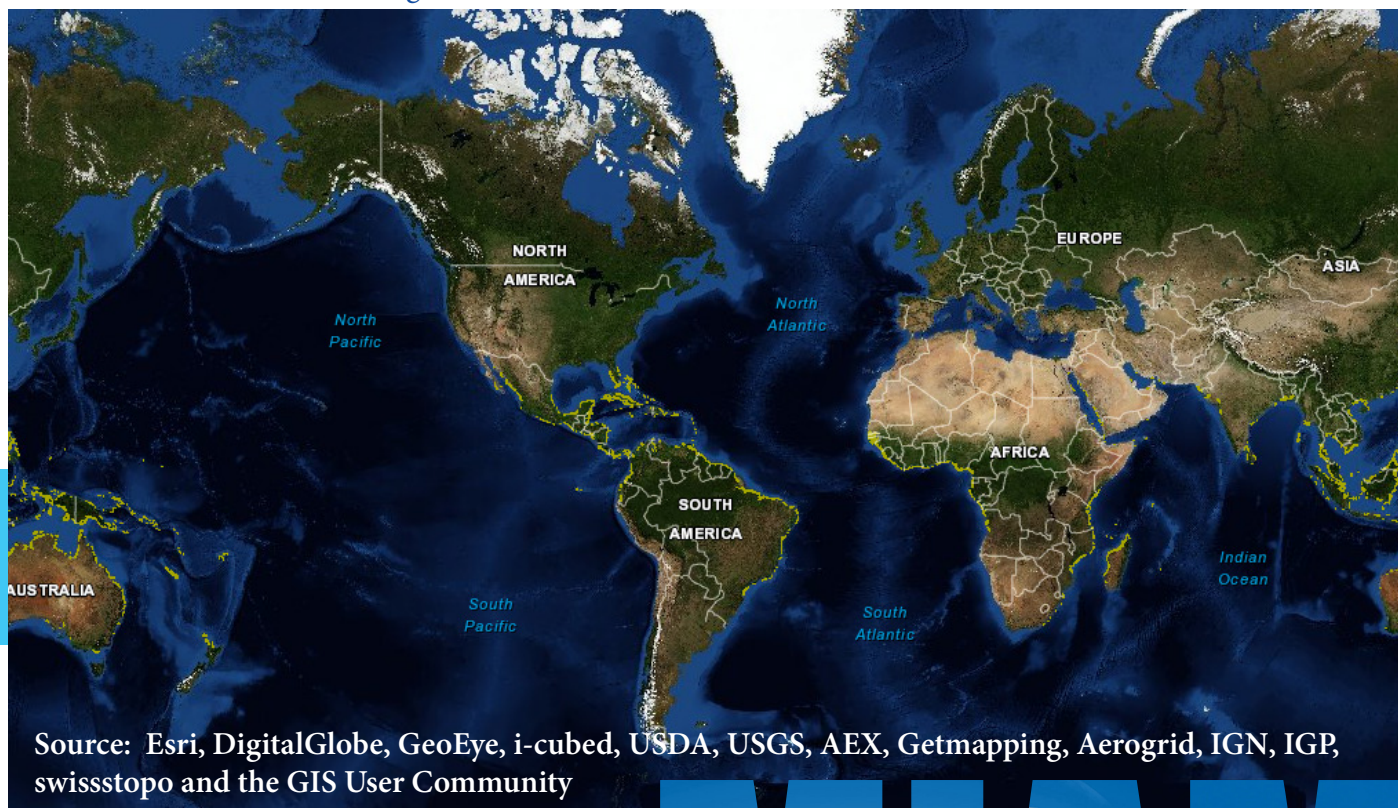 NORTH
AMERICA
EUROPE
ASIA
North
Pacific
North
Atlantic
AFRICA
SOUTH
AMERICA
AUSTRALIA
Indian
Ocean
South
Pacific
South
Atlantic
Source: Esri, DigitalGlobe, GeoEye, i-cubed, USDA, USGS, AEX, Getmapping, Aerogrid, IGN, IGP,
swissstopo and the GIS User Community